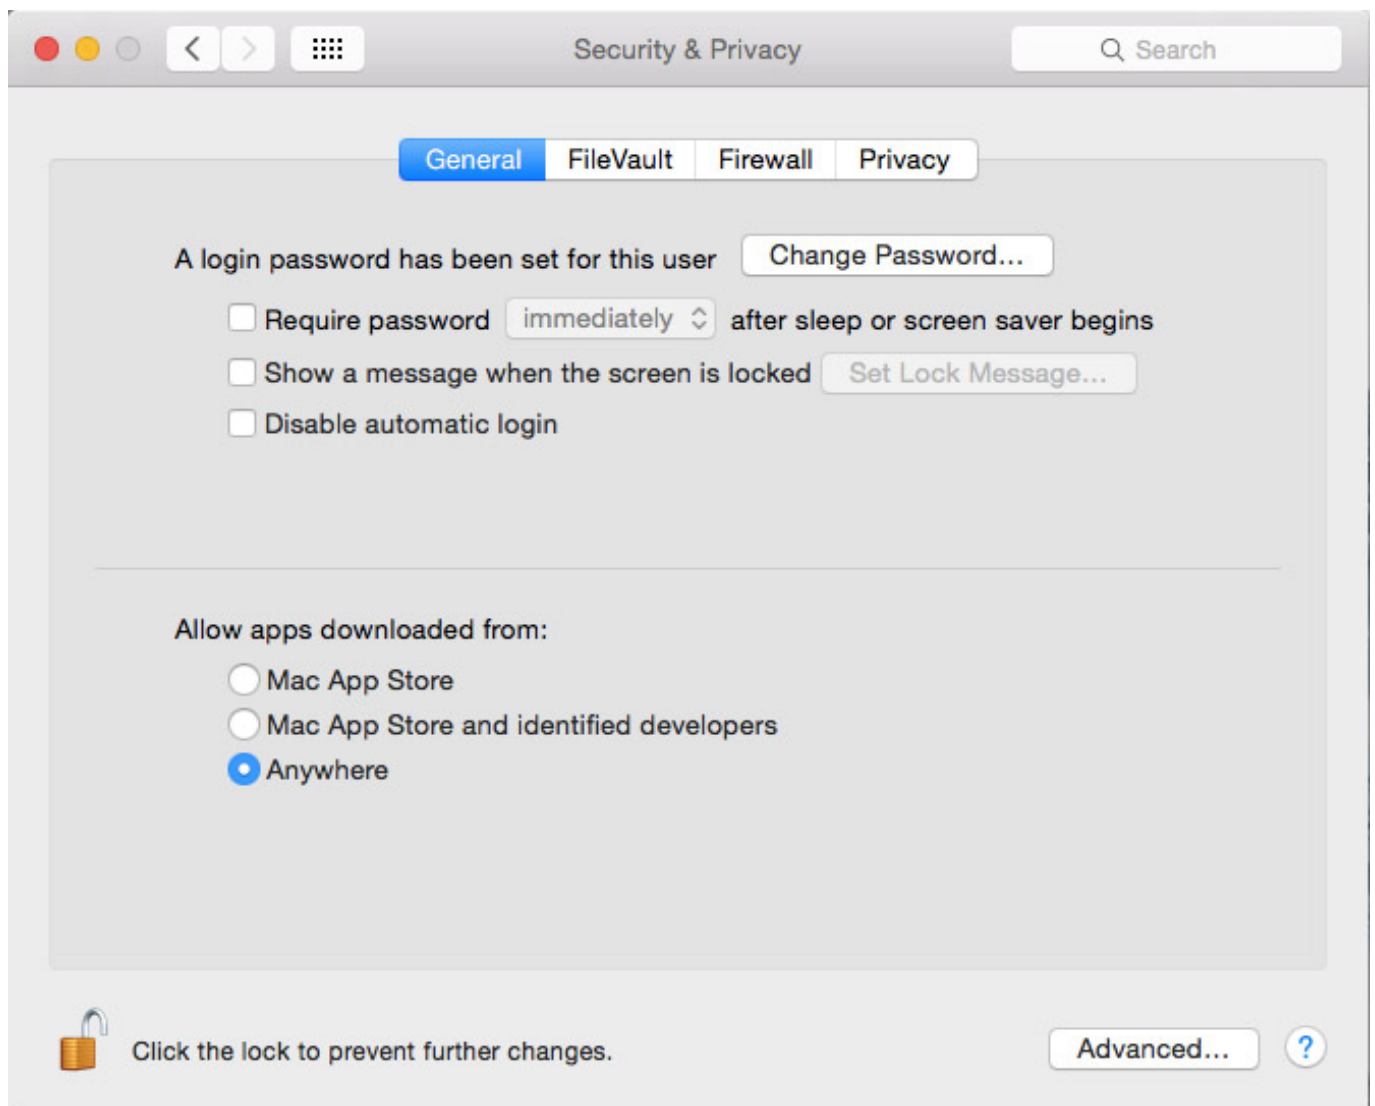 Security & Privacy
Search
General FileVault Firewall Privacy
A login password has been set for this user Change Password...
Require password immediately after sleep or screen saver begins
Show a message when the screen is locked Set Lock Message...
Disable automatic login
Allow apps downloaded from:
Mac App Store
Mac App Store and identified developers
Anywhere
Click the lock to prevent further changes.
Advanced... ?